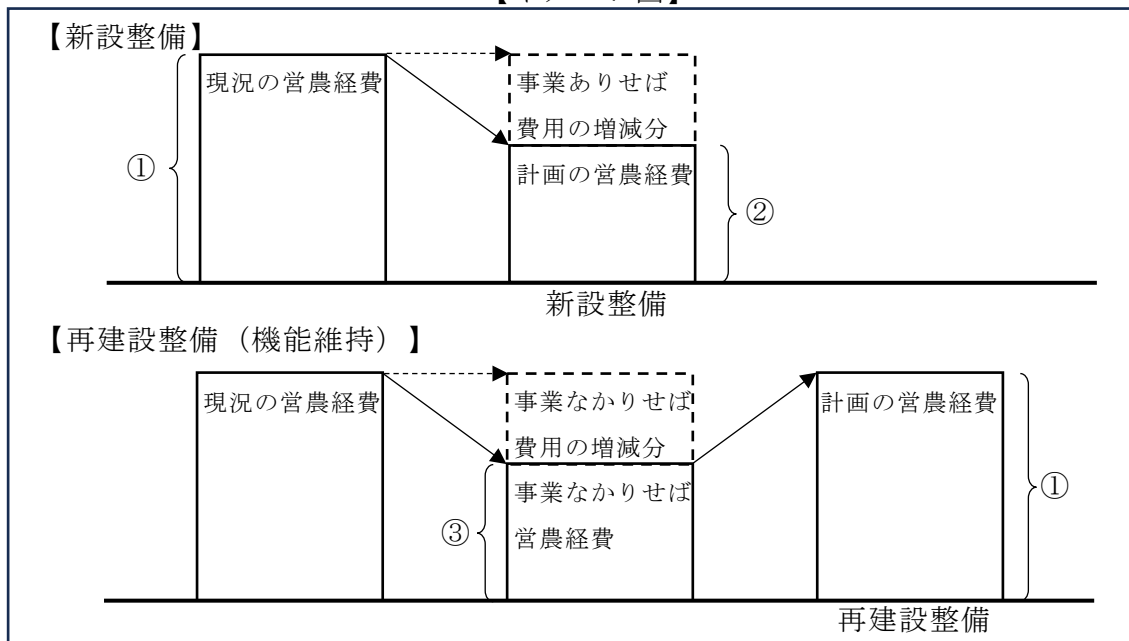 【新設整備】
現況の営農経費
事業ありせば
費用の増減分
計画の営農経費
①
②
新設整備
【再建設整備（機能維持）】
現況の営農経費
事業なかりせば
費用の増減分
事業なかりせば
営農経費
計画の営農経費
③
①
再建設整備